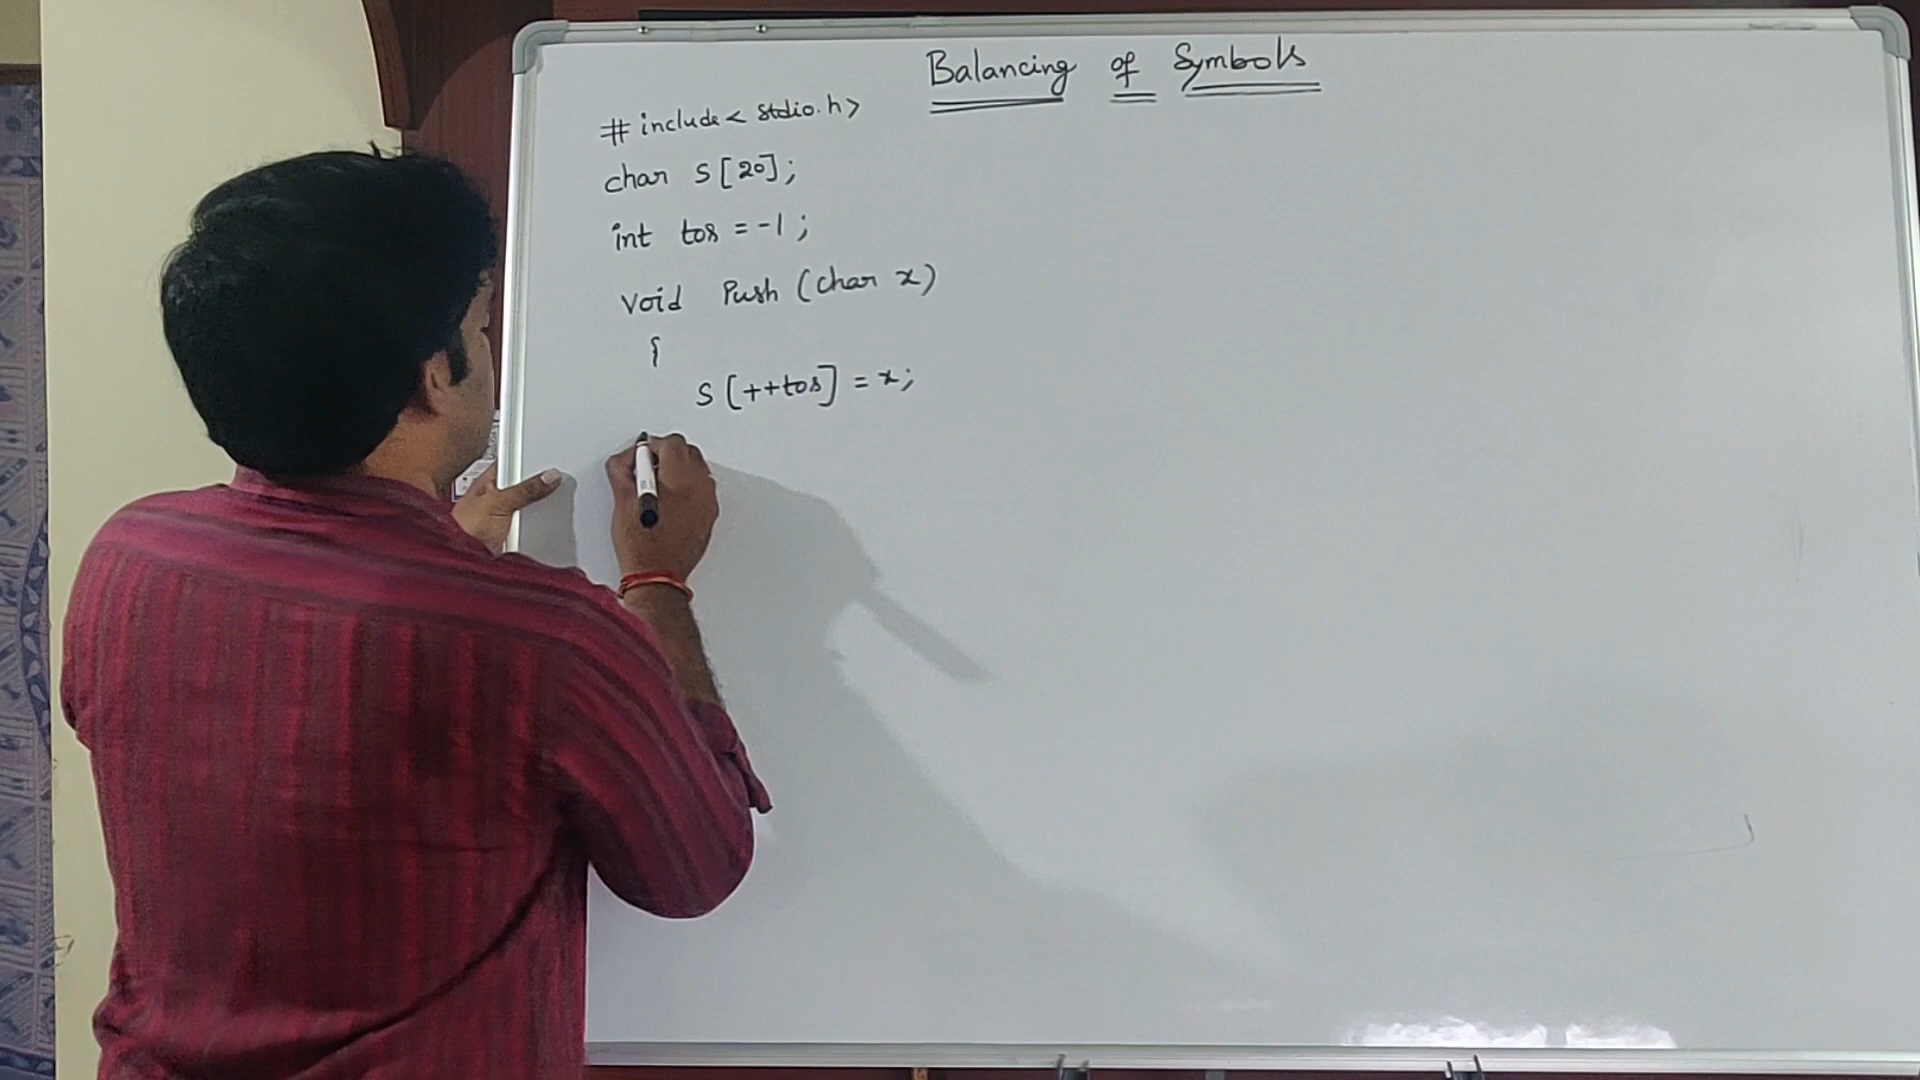 Balancing of Symbols
#include<stdio.h>
char s[20];
int tos = -1;
void Push (char x)
{
s[++tos] = x;